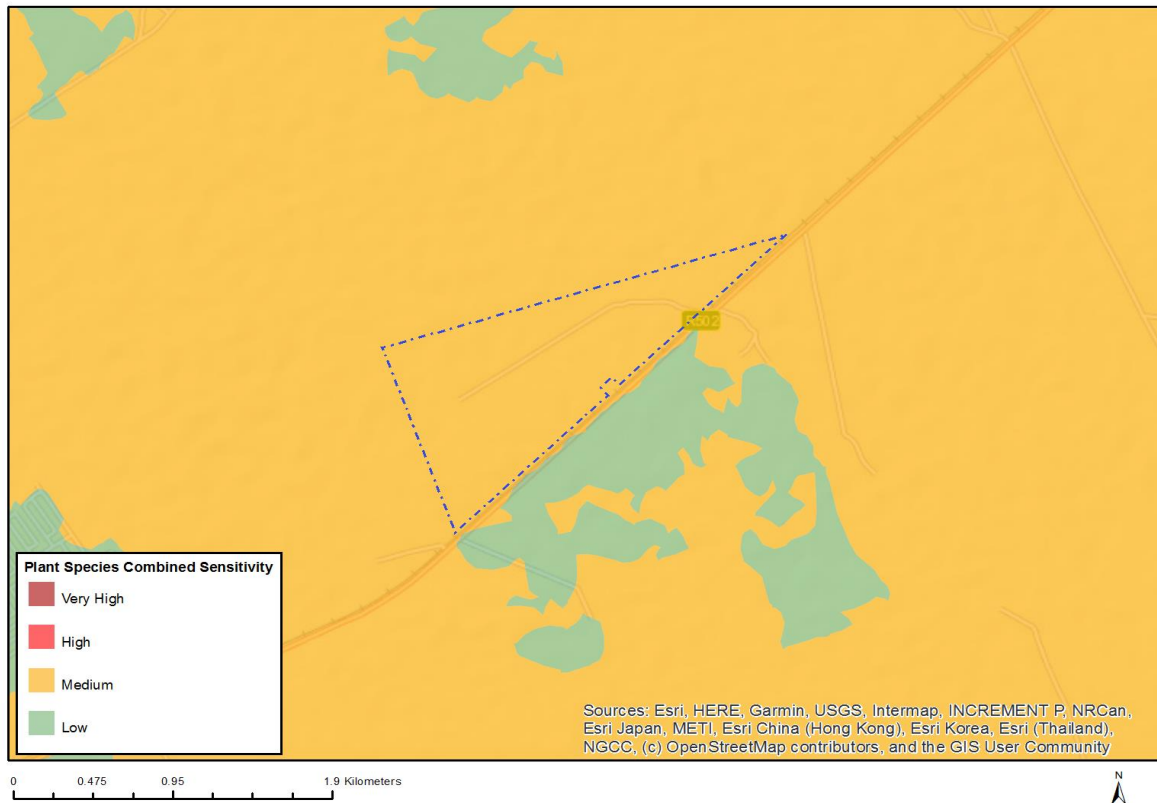 Plant Species Combined Sensitivity
Very High
High
Medium
Low
Sources: Esri, HERE, Garmin, USGS, Intermap, INCREMENT P, NRCan,
Esri Japan, METI, Esri China (Hong Kong), Esri Korea, Esri (Thailand),
NGCC, (c) OpenStreetMap contributors, and the GIS User Community
0 0.475 0.95 1.9 Kilometers
N